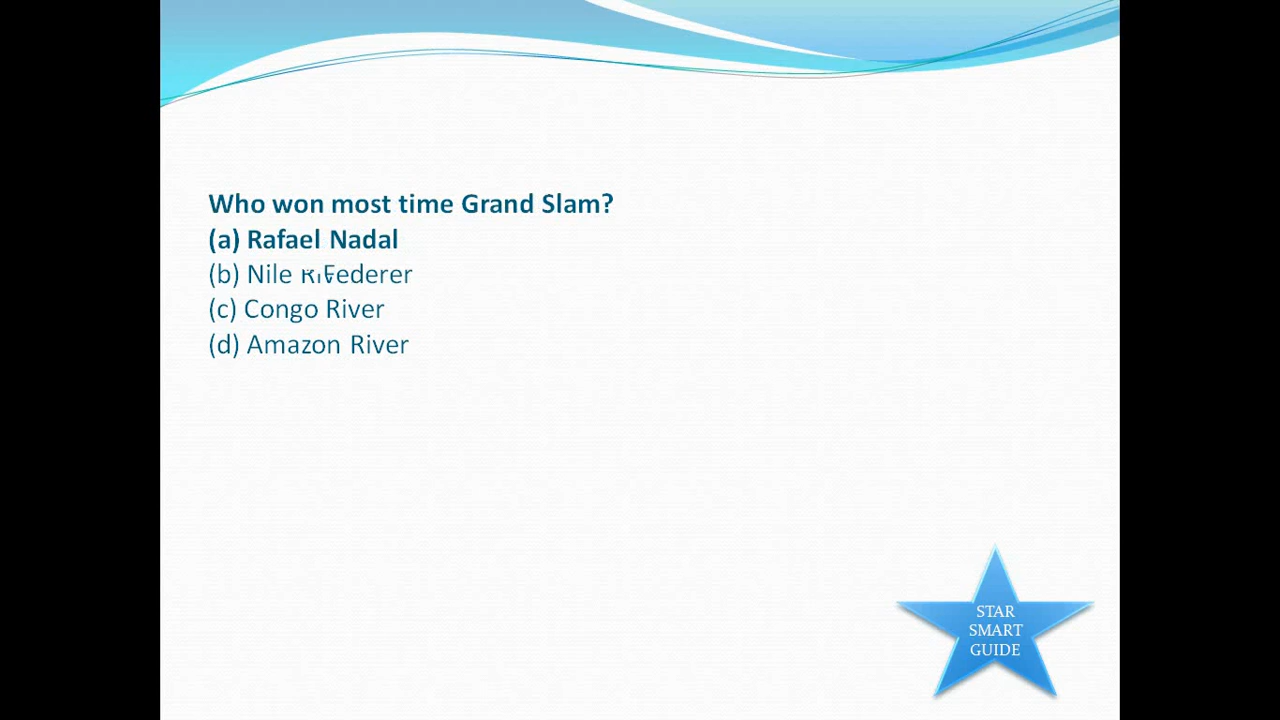 Who won most time Grand Slam?
(a) Rafael Nadal
(b) Nile Federer
(c) Congo River
(d) Amazon River
STAR
SMART
GUIDE